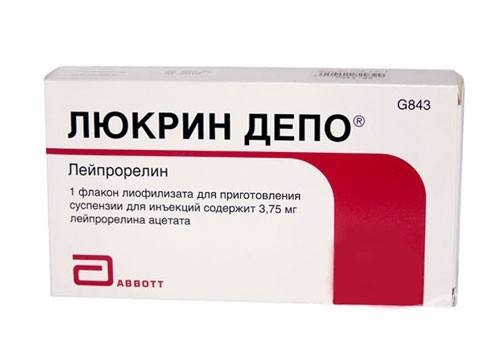 G843
ЛЮКРИН ДЕПО®
Лейпрорелин
1 флакон лиофилизата для приготовления
суспензии для инъекций содержит 3,75 мг
лейпрорелина ацетата
ABBOTT